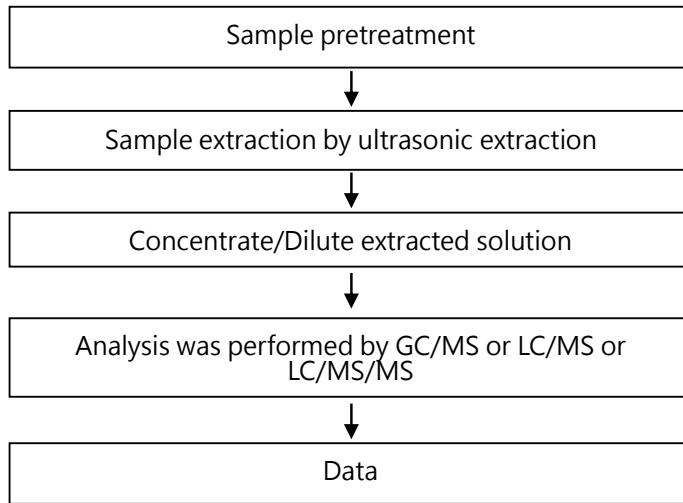 Sample pretreatment
Sample extraction by ultrasonic extraction
Concentrate/Dilute extracted solution
Analysis was performed by GC/MS or LC/MS or
LC/MS/MS
Data